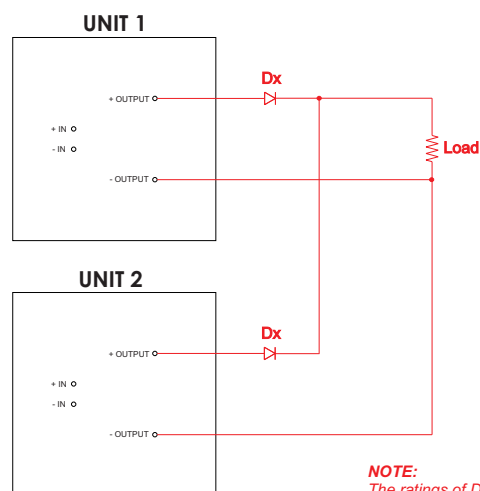 UNIT 1
Dx
+ OUTPUT
+ IN
- IN
Load
- OUTPUT
UNIT 2
Dx
+ OUTPUT
+ IN
- IN
- OUTPUT
NOTE:
The ratings of D